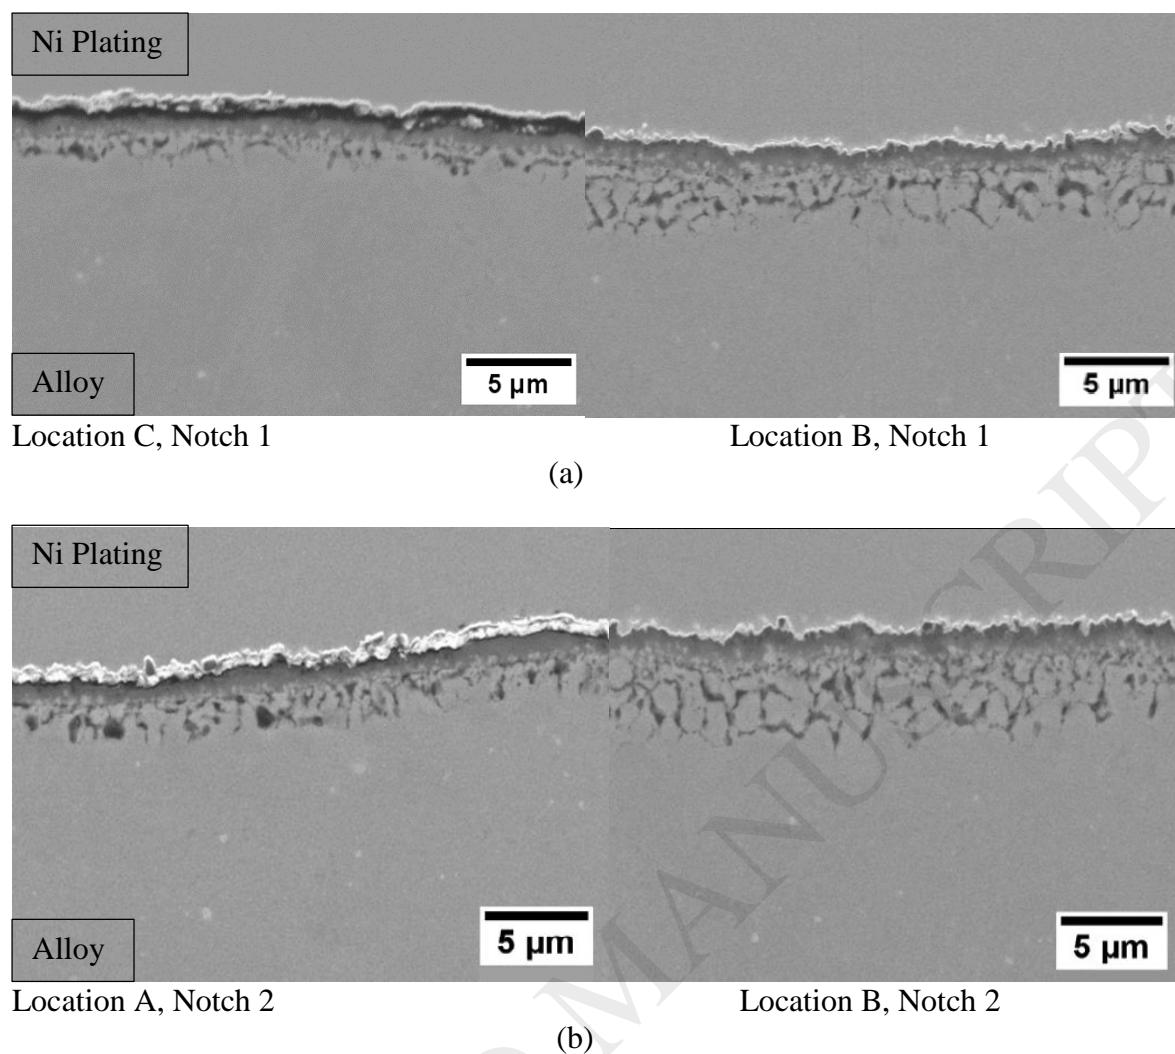 Ni Plating
Alloy
5 µm
5 µm
Location C, Notch 1
Location B, Notch 1
(a)
Ni Plating
Alloy
5 µm
5 µm
Location A, Notch 2
Location B, Notch 2
(b)
MANUSCRIPT